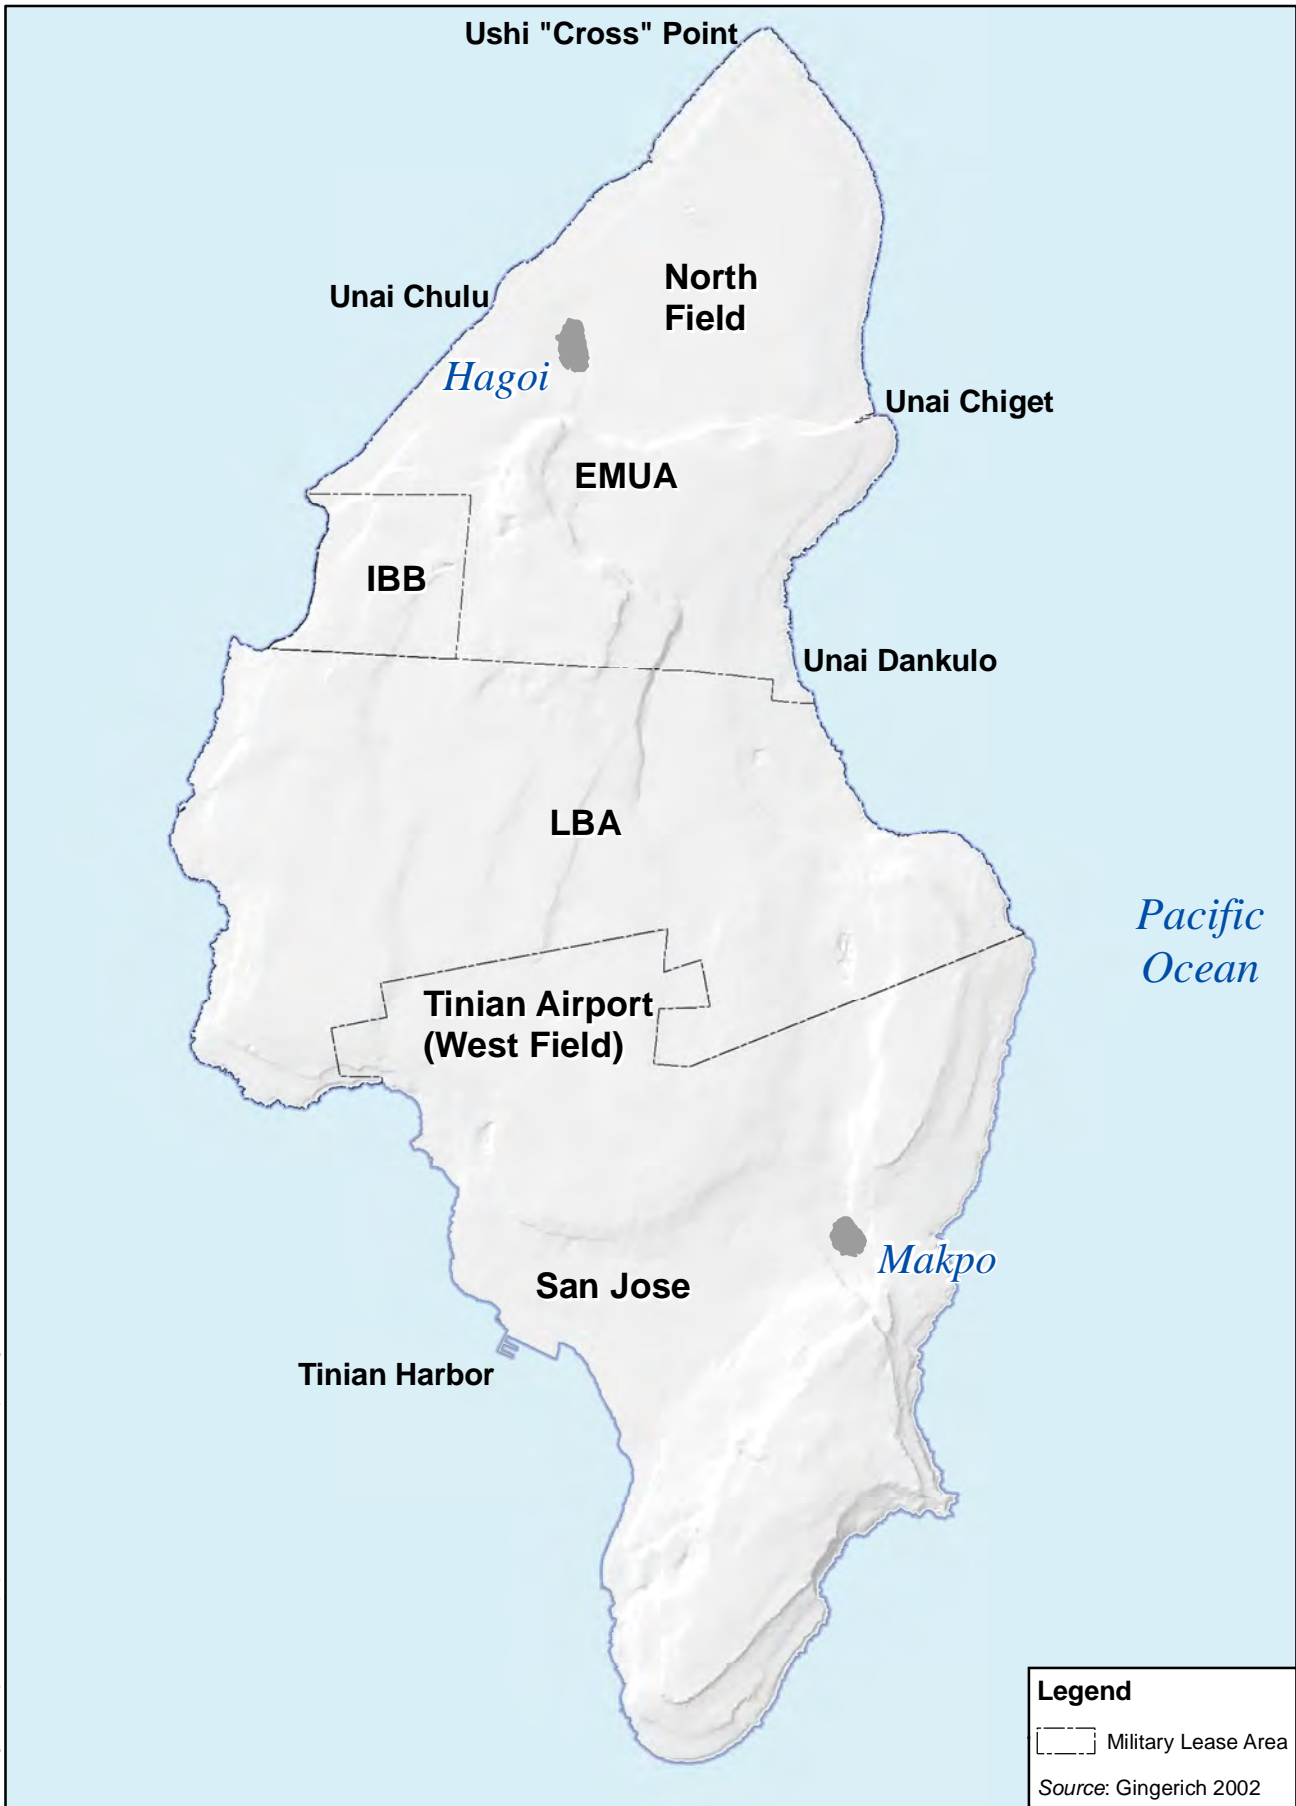 Ushi "Cross" Point
North
Field
Unai Chulu
Hagoi
Unai Chiget
EMUA
IBB
Unai Dankulo
LBA
Pacific
Ocean
Tinian Airport
(West Field)
Makpo
San Jose
Tinian Harbor
Legend
Military Lease Area
Source: Gingerich 2002